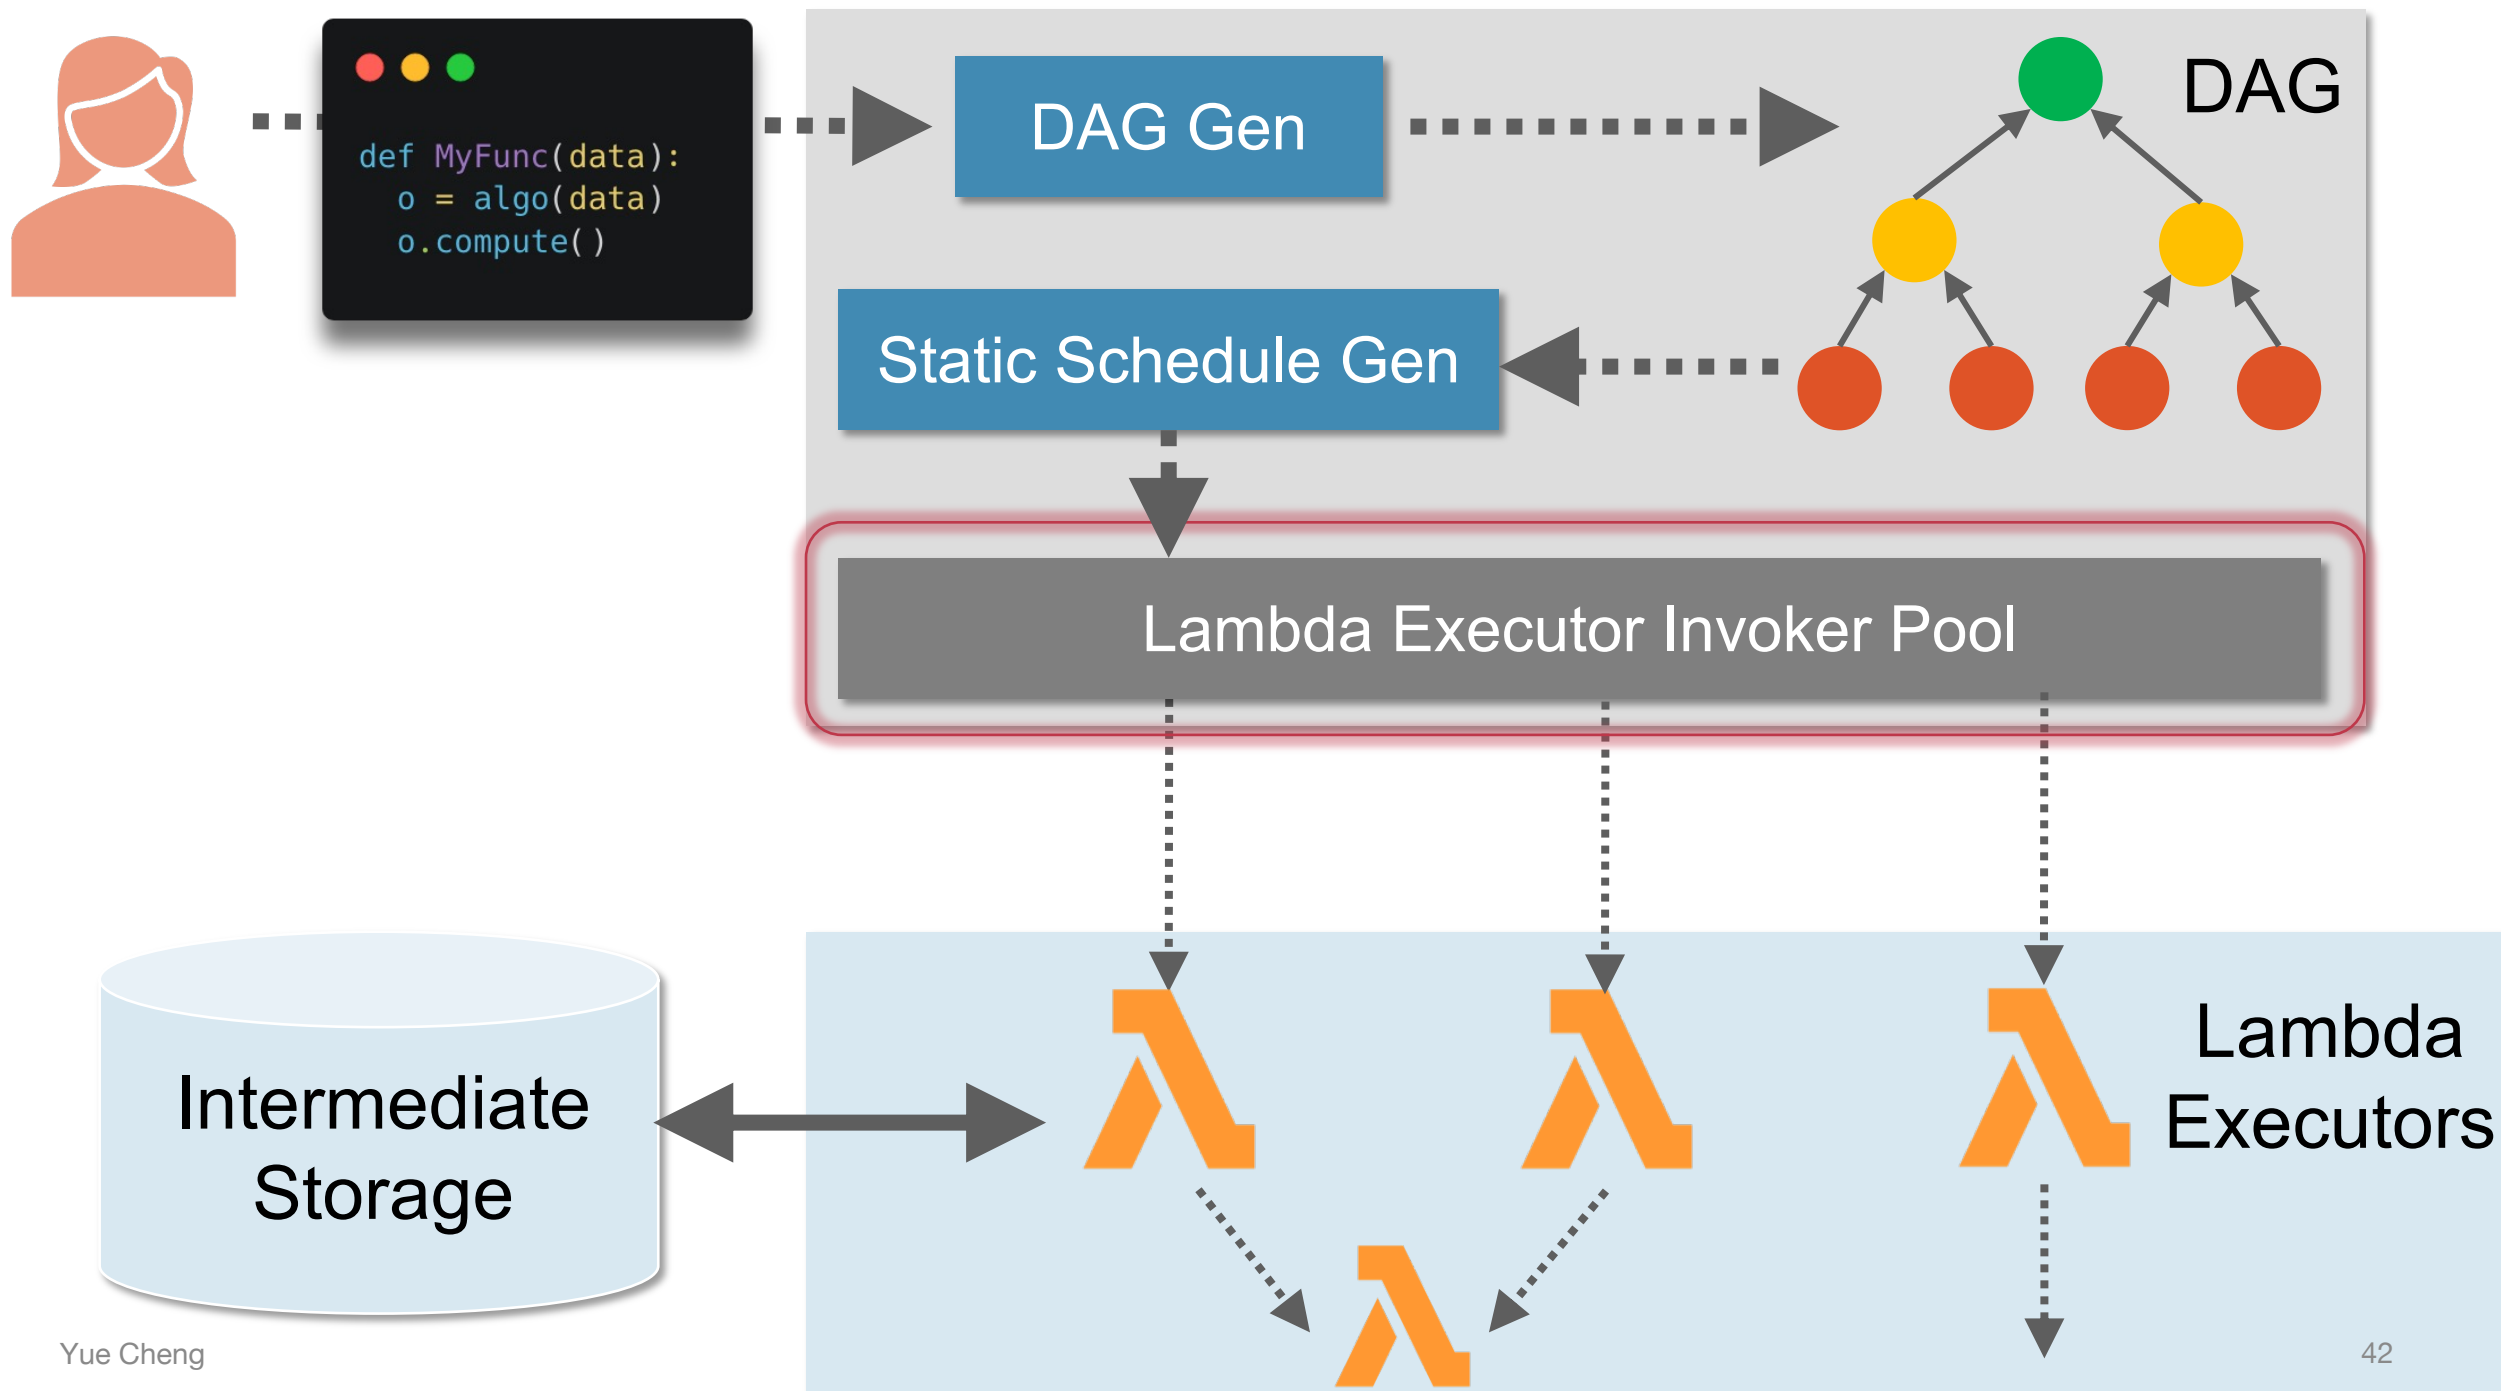 def MyFunc(data):
o = algo(data)
o.compute()
DAG Gen
DAG
Static Schedule Gen
Lambda Executor Invoker Pool
Lambda
Executors
Intermediate
Storage
Yue Cheng
42